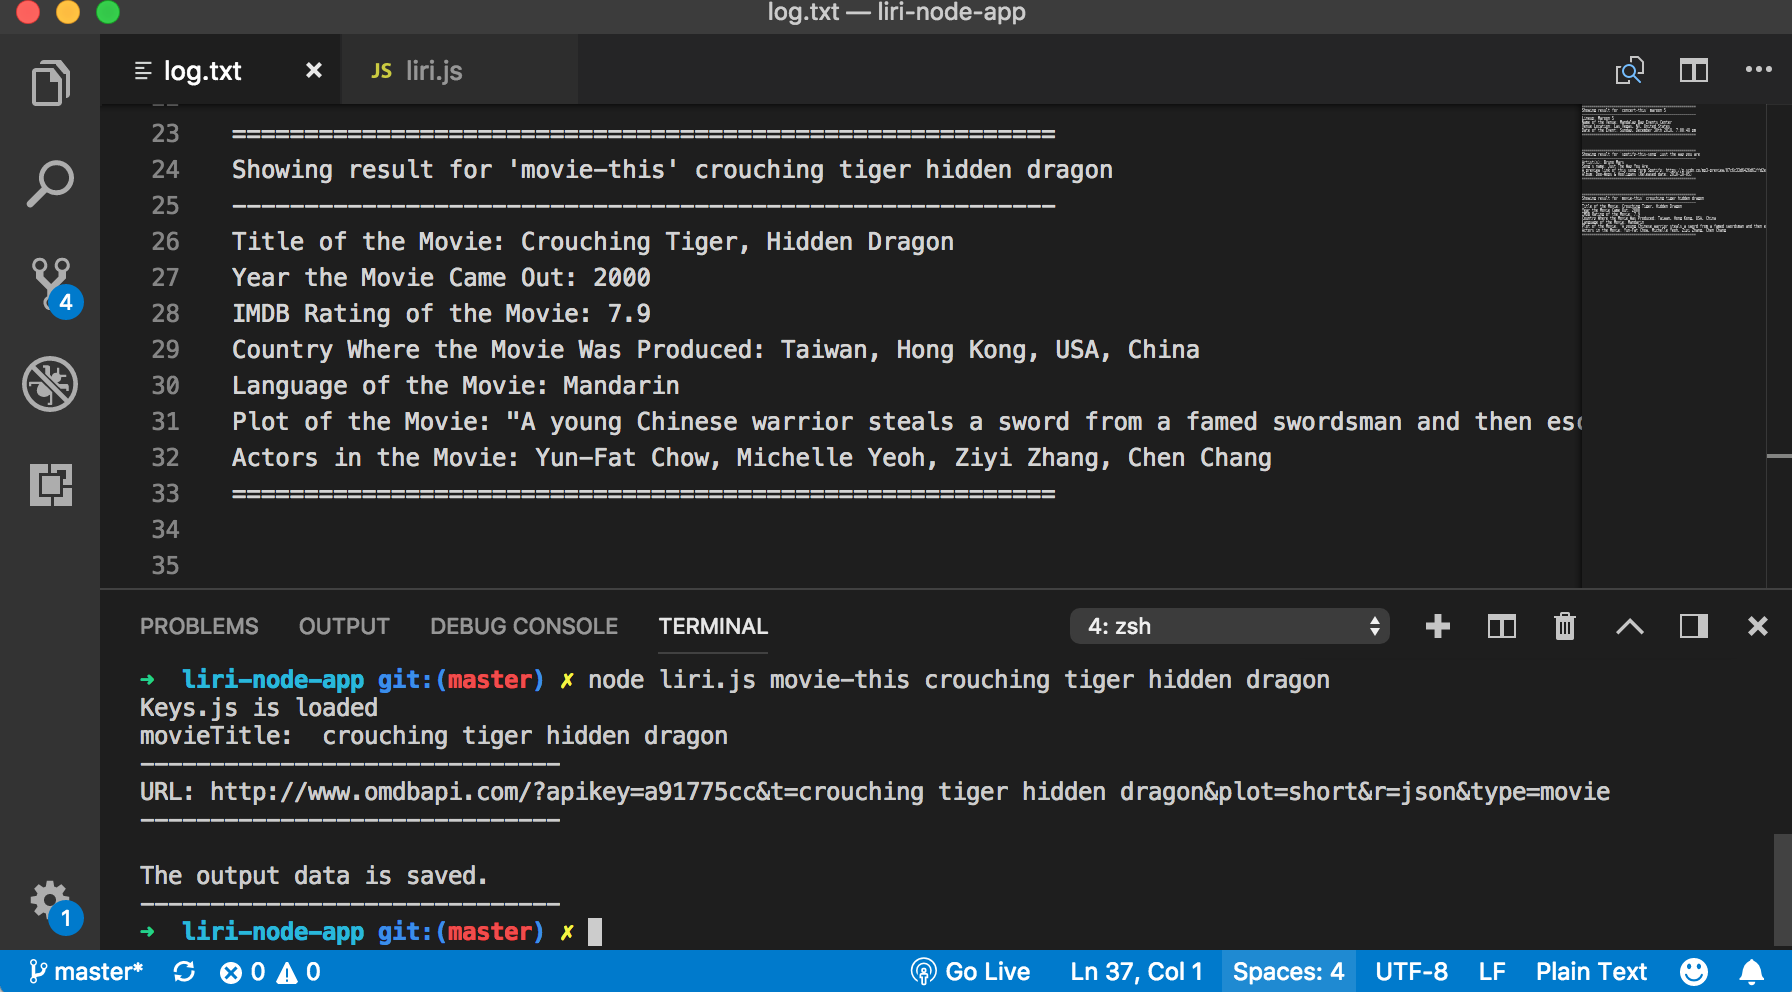 log.txt — liri-node-app
log.txt
JS liri.js
23 =========================================================
24 Showing result for 'movie-this' crouching tiger hidden dragon
25 ---------------------------------------------------------
26 Title of the Movie: Crouching Tiger, Hidden Dragon
27 Year the Movie Came Out: 2000
28 IMDB Rating of the Movie: 7.9
29 Country Where the Movie Was Produced: Taiwan, Hong Kong, USA, China
30 Language of the Movie: Mandarin
31 Plot of the Movie: "A young Chinese warrior steals a sword from a famed swordsman and then esc
32 Actors in the Movie: Yun-Fat Chow, Michelle Yeoh, Ziyi Zhang, Chen Chang
33 =========================================================
34
35
4
1
PROBLEMS OUTPUT DEBUG CONSOLE TERMINAL 4: zsh
➜ liri-node-app git:(master) ✗ node liri.js movie-this crouching tiger hidden dragon
Keys.js is loaded
movieTitle:  crouching tiger hidden dragon
------------------------------
URL: http://www.omdbapi.com/?apikey=a91775cc&t=crouching tiger hidden dragon&plot=short&r=json&type=movie
------------------------------
The output data is saved.
------------------------------
➜ liri-node-app git:(master) ✗
master* 0 0 Go Live Ln 37, Col 1 Spaces: 4 UTF-8 LF Plain Text